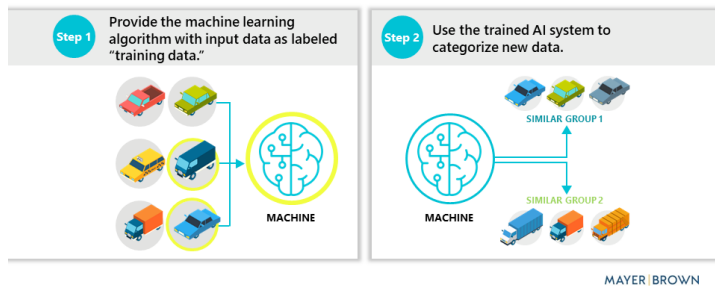 Step 1
Provide the machine learning
algorithm with input data as labeled
“training data.”
MACHINE
Step 2
Use the trained AI system to
categorize new data.
SIMILAR GROUP 1
MACHINE
SIMILAR GROUP 2
MAYER|BROWN